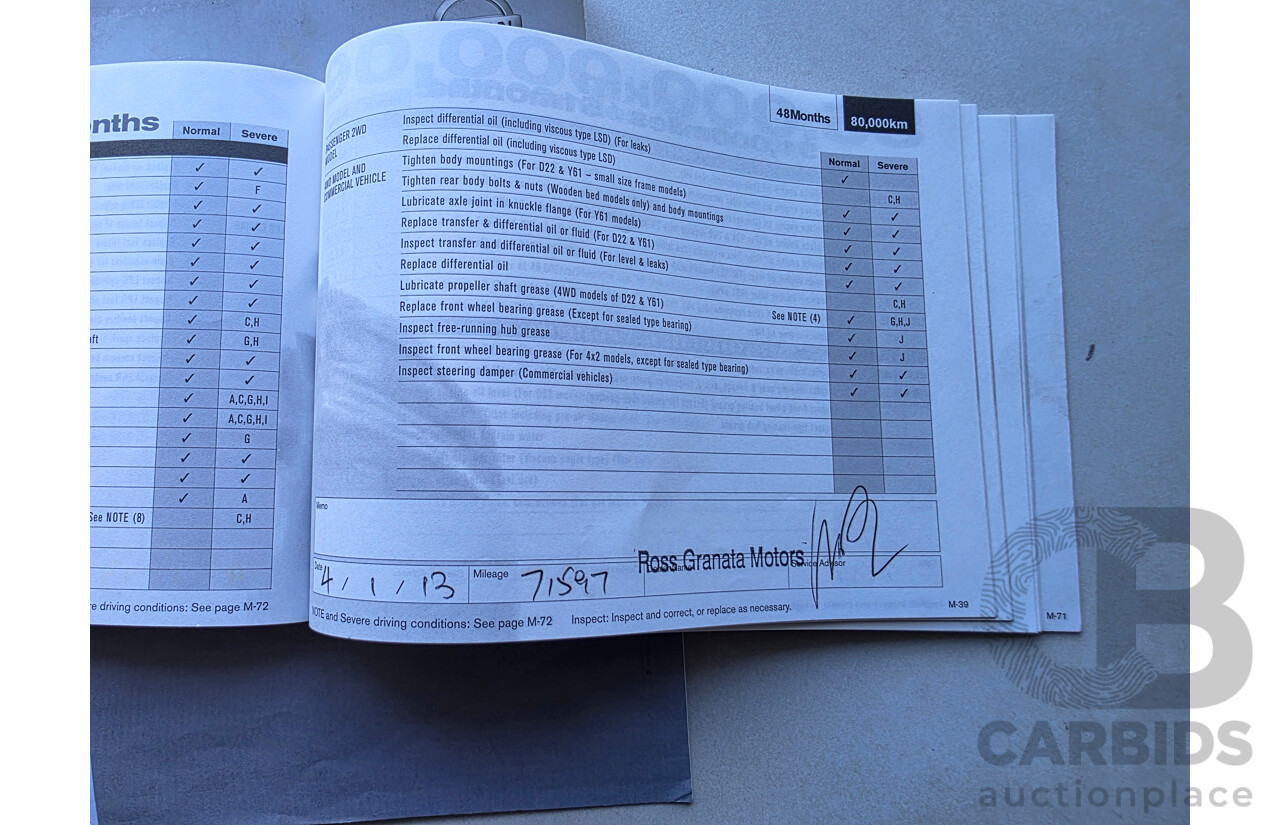 nths
Normal Severe
✓ ✓
✓ F
✓ ✓
✓ ✓
✓ ✓
✓ ✓
✓ ✓
✓ ✓
✓ C,H
✓ G,H
✓ ✓
✓ ✓
✓ A,C,G,H,I
✓ A,C,G,H,I
✓ G
✓ ✓
✓ ✓
✓ A
See NOTE (8) C,H
re driving conditions: See page M-72
48Months 80,000km
Normal Severe
PASSENGER 2WD
MODEL
Inspect differential oil (including viscous type LSD) (For leaks) ✓
Replace differential oil (including viscous type LSD) C,H
4WD MODEL AND
COMMERCIAL VEHICLE
Tighten body mountings (For D22 & Y61 – small size frame models) ✓ ✓
Tighten rear body bolts & nuts (Wooden bed models only) and body mountings ✓ ✓
Lubricate axle joint in knuckle flange (For Y61 models) ✓ ✓
Replace transfer & differential oil or fluid (For D22 & Y61) ✓ ✓
Inspect transfer and differential oil or fluid (For level & leaks) ✓ ✓
Replace differential oil C,H
Lubricate propeller shaft grease (4WD models of D22 & Y61) See NOTE (4) ✓ G,H,J
Replace front wheel bearing grease (Except for sealed type bearing) ✓ J
Inspect free-running hub grease ✓ J
Inspect front wheel bearing grease (For 4x2 models, except for sealed type bearing) ✓ ✓
Inspect steering damper (Commercial vehicles) ✓ ✓
Memo
Date 4 / 1 / 13 Mileage 71597 Ross Granata Motors Service Advisor
NOTE and Severe driving conditions: See page M-72 Inspect: Inspect and correct, or replace as necessary. M-39
M-71
CB
CARBIDS
auctionplace